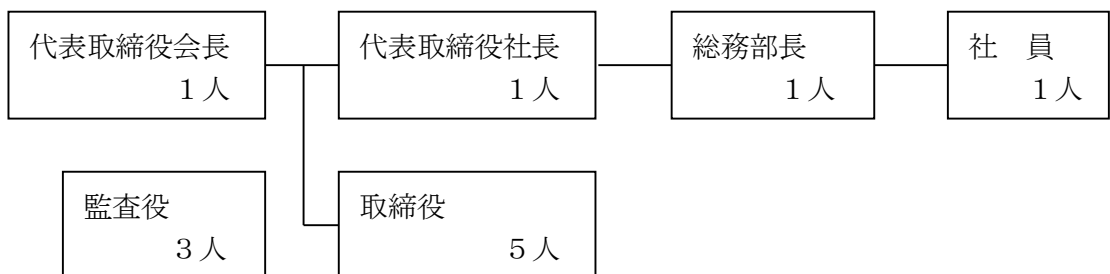 代表取締役会長
１人
代表取締役社長
１人
総務部長
１人
社　員
１人
監査役
３人
取締役
５人